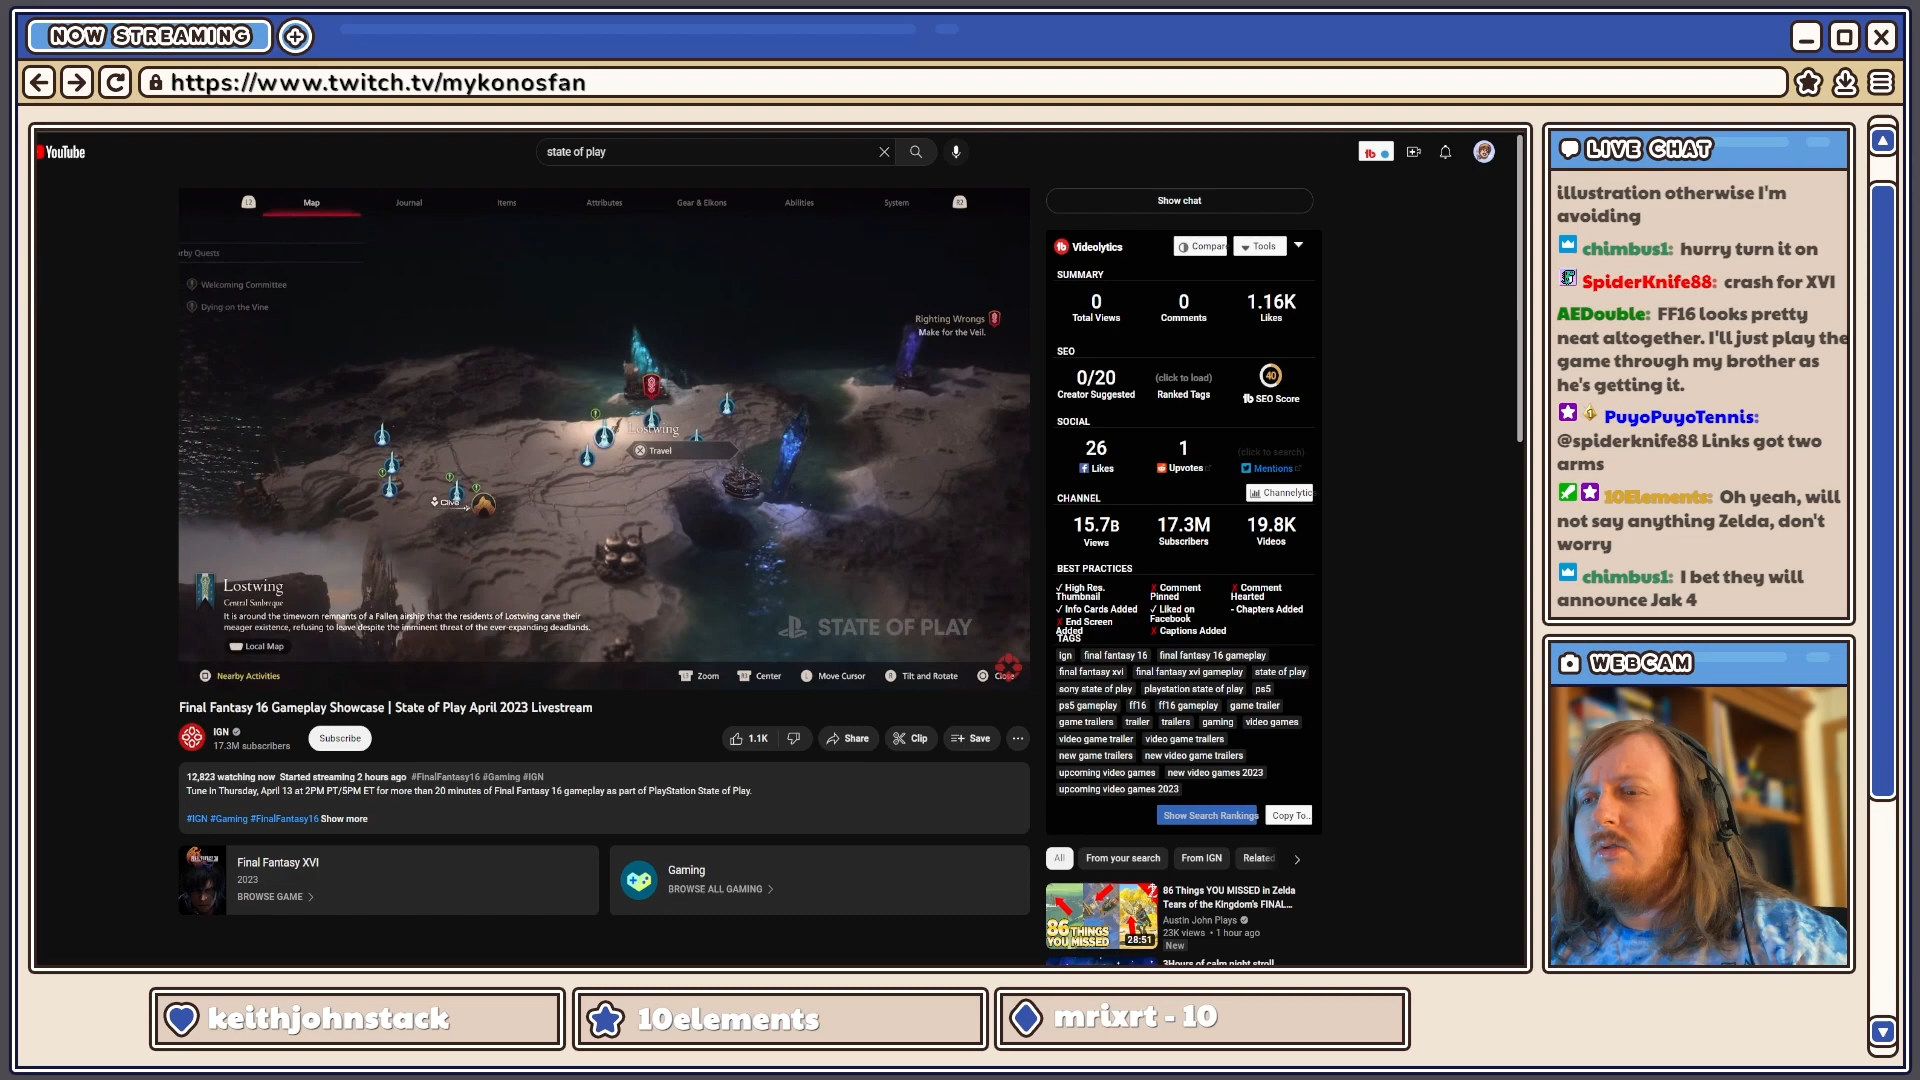 NOW STREAMING
https://www.twitch.tv/mykonosfan
YouTube
state of play
L2
Map
Journal
Items
Attributes
Gear & Eikons
Abilities
System
R2
rby Quests
Welcoming Committee
Dying on the Vine
Righting Wrongs
Make for the Veil.
Lostwing
Travel
Clive
Lostwing
Central Sanbreque
It is around the timeworn remnants of a Fallen airship that the residents of Lostwing carve their
meager existence, refusing to leave despite the imminent threat of the ever-expanding deadlands.
Local Map
STATE OF PLAY
Nearby Activities
Zoom
Center
Move Cursor
Tilt and Rotate
Final Fantasy 16 Gameplay Showcase | State of Play April 2023 Livestream
IGN
17.3M subscribers
Subscribe
1.1K
Share
Clip
Save
12,823 watching now Started streaming 2 hours ago #FinalFantasy16 #Gaming #IGN
Tune in Thursday, April 13 at 2PM PT/5PM ET for more than 20 minutes of Final Fantasy 16 gameplay as part of PlayStation State of Play.
#IGN #Gaming #FinalFantasy16 Show more
Final Fantasy XVI
2023
BROWSE GAME
Gaming
BROWSE ALL GAMING
Show chat
tb Videolytics
Compar
Tools
SUMMARY
0 0 1.16K
Total Views Comments Likes
SEO
0/20 (click to load) 40
Creator Suggested Ranked Tags tb SEO Score
SOCIAL
26 1 (click to search)
Likes Upvotes Mentions
CHANNEL
Channelytic
15.7B 17.3M 19.8K
Views Subscribers Videos
BEST PRACTICES
✓ High Res. Thumbnail
✗ Comment Pinned
✗ Comment Hearted
✓ Info Cards Added
✓ Liked on Facebook
- Chapters Added
✗ End Screen Added
✗ Captions Added
TAGS
ign final fantasy 16 final fantasy 16 gameplay
final fantasy xvi final fantasy xvi gameplay state of play
sony state of play playstation state of play ps5
ps5 gameplay ff16 ff16 gameplay game trailer
game trailers trailer trailers gaming video games
video game trailer video game trailers
new game trailers new video game trailers
upcoming video games new video games 2023
upcoming video games 2023
Show Search Rankings
Copy To..
All
From your search
From IGN
Related
86 THINGS
YOU MISSED
28:51
86 Things YOU MISSED in Zelda
Tears of the Kingdom's FINAL...
Austin John Plays
23K views • 1 hour ago
New
3Hours of calm night stroll
LIVE CHAT
illustration otherwise I'm
avoiding
chimbus1: hurry turn it on
SpiderKnife88: crash for XVI
AEDouble: FF16 looks pretty
neat altogether. I'll just play the
game through my brother as
he's getting it.
PuyoPuyoTennis:
@spiderknife88 Links got two
arms
10Elements: Oh yeah, will
not say anything Zelda, don't
worry
chimbus1: I bet they will
announce Jak 4
WEBCAM
keithjohnstack
10elements
mrixrt - 10